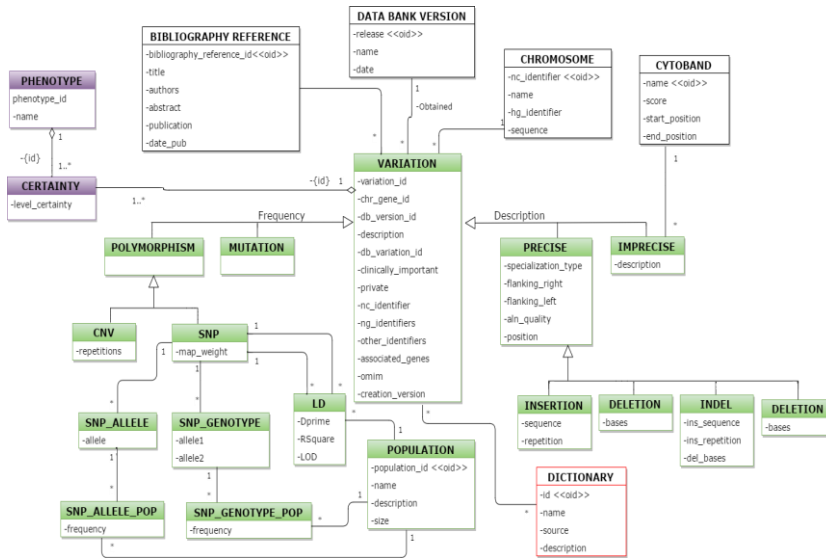 DATA BANK VERSION
-release <<oid>>
-name
-date
BIBLIOGRAPHY REFERENCE
-bibliography_reference_id<<oid>>
-title
-authors
-abstract
-publication
-date_pub
CHROMOSOME
-nc_identifier <<oid>>
-name
-hg_identifier
-sequence
CYTOBAND
-name <<oid>>
-score
-start_position
-end_position
PHENOTYPE
phenotype_id
-name
1
-Obtained
*
*
1
*
1
*
1
-{id}
1..*
CERTAINTY
-level_certainty
1..*
-{id}
1
VARIATION
-variation_id
-chr_gene_id
-db_version_id
-description
-db_variation_id
-clinically_important
-private
-nc_identifier
-ng_identifiers
-other_identifiers
-associated_genes
-omim
-creation_version
Frequency
Description
POLYMORPHISM
MUTATION
PRECISE
-specialization_type
-flanking_right
-flanking_left
-aln_quality
-position
IMPRECISE
-description
CNV
-repetitions
SNP
-map_weight
1
1
1
1
*
*
*
*
SNP_ALLELE
-allele
SNP_GENOTYPE
-allele1
-allele2
LD
-Dprime
-RSquare
-LOD
*
1
INSERTION
-sequence
-repetition
DELETION
-bases
INDEL
-ins_sequence
-ins_repetition
-del_bases
DELETION
-bases
1
*
1
*
POPULATION
-population_id <<oid>>
-name
-description
-size
*
*
DICTIONARY
-id <<oid>>
-name
-source
-description
SNP_ALLELE_POP
-frequency
SNP_GENOTYPE_POP
-frequency
1
*
*
1